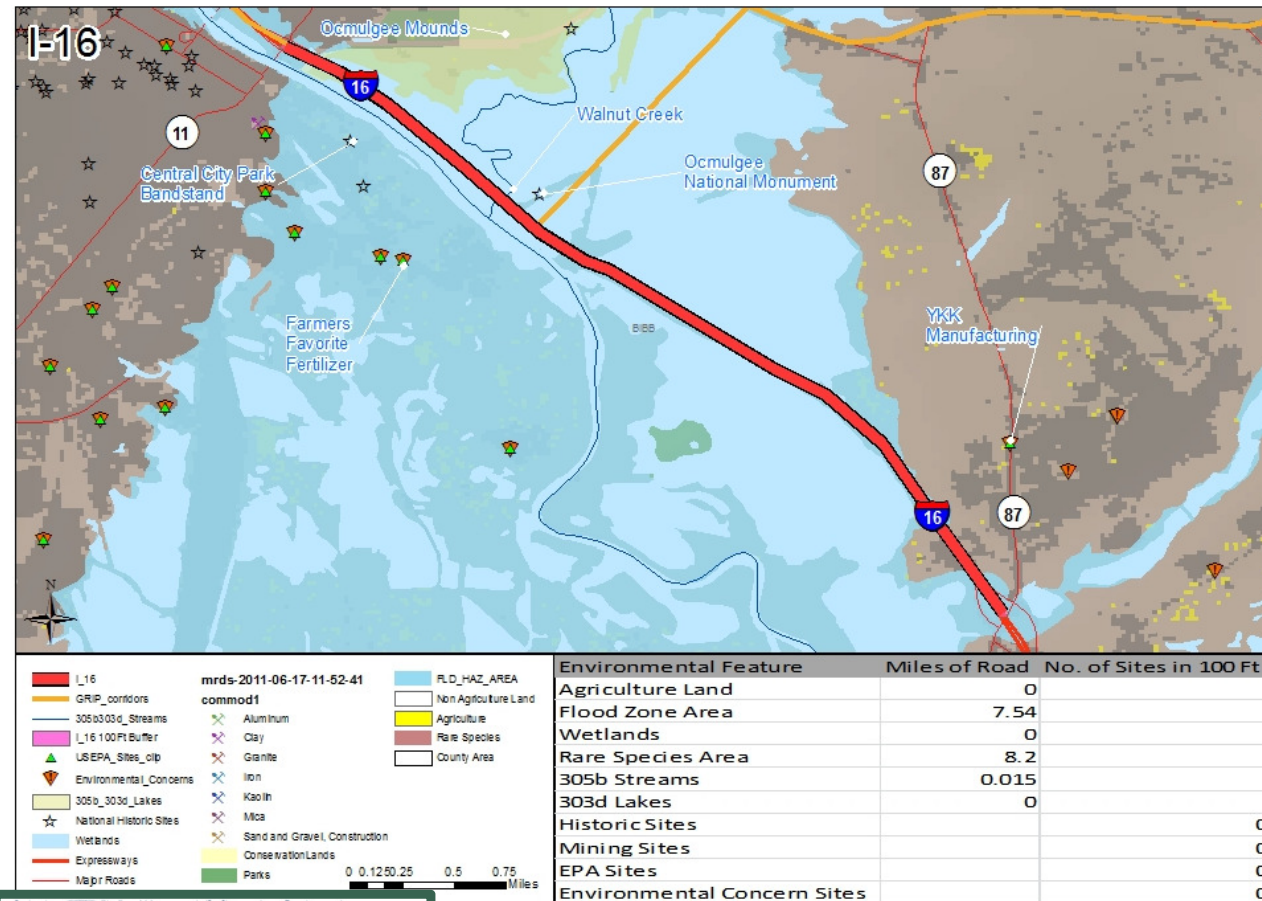 I-16
Ocmulgee Mounds
16
Walnut Creek
11
Central City Park
Bandstand
Ocmulgee
National Monument
87
Farmers
Favorite
Fertilizer
BIBB
YKK
Manufacturing
16
87
N
I_16
GRIP_corridors
305b303d_Streams
I_16 100Ft Buffer
USEPA_Sites_clip
Environmental_Concerns
305b_303d_Lakes
National Historic Sites
Wetlands
Expressways
Major Roads
mrds-2011-06-17-11-52-41
commod1
Aluminum
Clay
Granite
Iron
Kaolin
Mica
Sand and Gravel, Construction
Conservation Lands
Parks
FLD_HAZ_AREA
Non Agriculture Land
Agriculture
Rare Species
County Area
0 0.125 0.25 0.5 0.75
Miles
Environmental Feature Miles of Road No. of Sites in 100 Ft
Agriculture Land 0
Flood Zone Area 7.54
Wetlands 0
Rare Species Area 8.2
305b Streams 0.015
303d Lakes 0
Historic Sites 0
Mining Sites 0
EPA Sites 0
Environmental Concern Sites 0